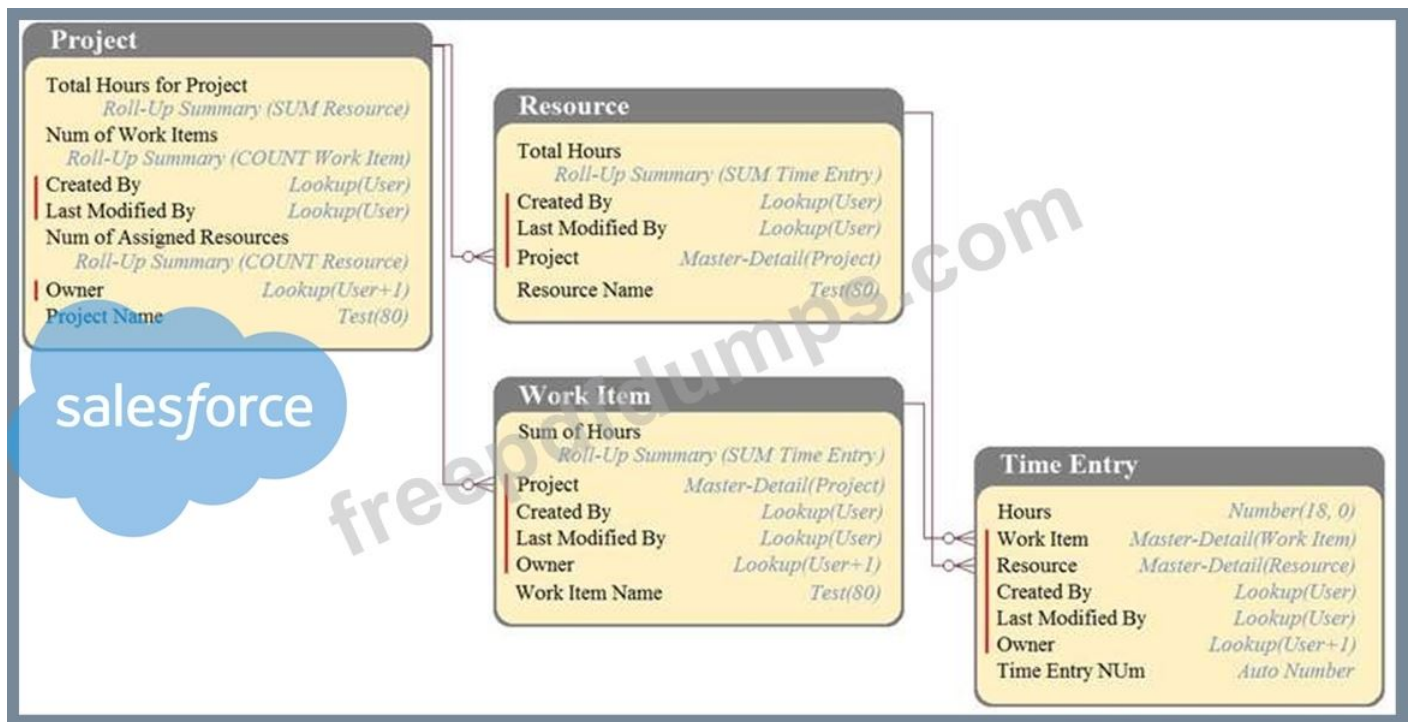 Project
Total Hours for Project
Roll-Up Summary (SUM Resource)
Num of Work Items
Roll-Up Summary (COUNT Work Item)
Created By Lookup(User)
Last Modified By Lookup(User)
Num of Assigned Resources
Roll-Up Summary (COUNT Resource)
Owner Lookup(User+1)
Project Name Test(80)
salesforce
Resource
Total Hours
Roll-Up Summary (SUM Time Entry)
Created By Lookup(User)
Last Modified By Lookup(User)
Project Master-Detail(Project)
Resource Name Test(80)
Work Item
Sum of Hours
Roll-Up Summary (SUM Time Entry)
Project Master-Detail(Project)
Created By Lookup(User)
Last Modified By Lookup(User)
Owner Lookup(User+1)
Work Item Name Test(80)
Time Entry
Hours Number(18, 0)
Work Item Master-Detail(Work Item)
Resource Master-Detail(Resource)
Created By Lookup(User)
Last Modified By Lookup(User)
Owner Lookup(User+1)
Time Entry NUm Auto Number
freepdfdumps.com